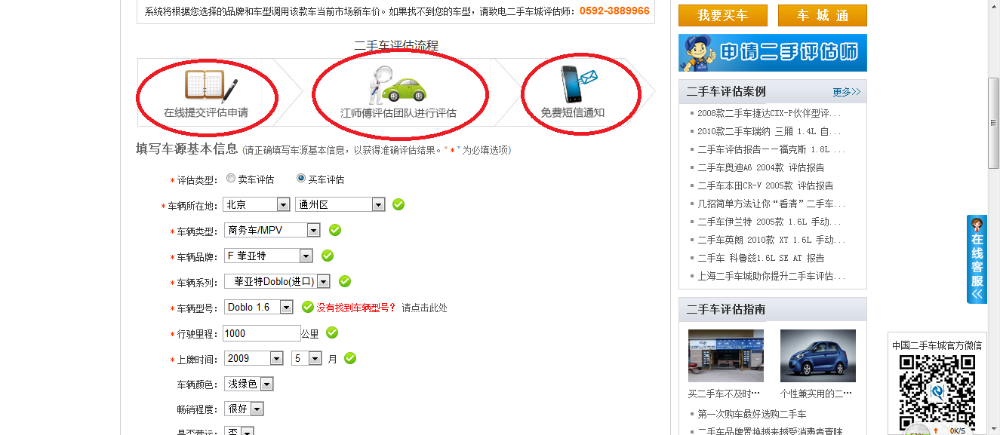 系统将根据您选择的品牌和车型调用该款车当前市场新车价。如果找不到您的车型，请致电二手车城评估师：0592-3889966
二手车评估流程
在线提交评估申请
江师傅评估团队进行评估
免费短信通知
填写车源基本信息 (请正确填写车源基本信息，以获得准确评估结果。“*”为必填选项)
*评估类型： 卖车评估 买车评估
*车辆所在地： 北京 通州区
*车辆类型： 商务车/MPV
*车辆品牌： F 菲亚特
*车辆系列： 菲亚特Doblo(进口)
*车辆型号： Doblo 1.6 没有找到车辆型号？ 请点击此处
*行驶里程： 1000 公里
*上牌时间： 2009 5 月
车辆颜色： 浅绿色
畅销程度： 很好
是否营运： 否
我要买车 车 城 通
申请二手评估师
二手车评估案例 更多>>
2008款二手车捷达CIX-P伙伴型评...
2010款二手车瑞纳 三厢 1.4L 自...
二手车评估报告——福克斯 1.8L ...
二手车奥迪A6 2004款 评估报告
二手车本田CR-V 2005款 评估报告
几招简单方法让你“看清”二手车...
二手车伊兰特 2005款 1.6L 手动...
二手车英朗 2010款 XT 1.6L 手动...
二手车 科鲁兹1.6L SE AT 报告
上海二手车城助你提升二手车评估...
二手车评估指南
买二手车不及时…
个性兼实用的二…
第一次购车最好选购二手车
二手车品牌置换越来越受消费者青睐
在线客服
中国二手车城官方微信
0K/S